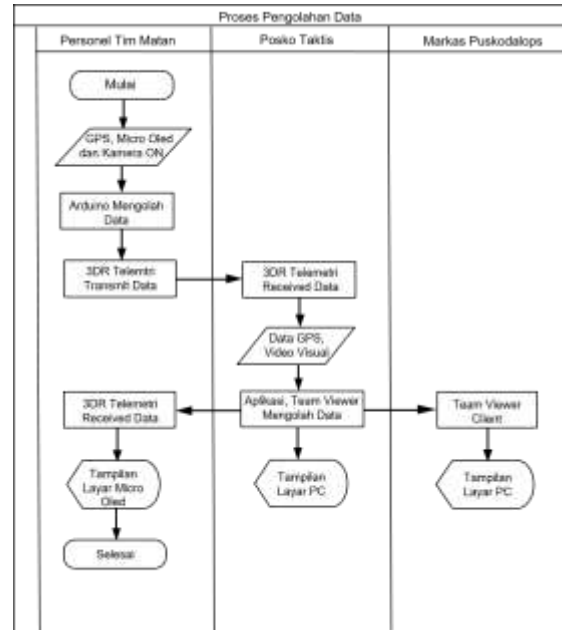 Proses Pengolahan Data
Personel Tim Matan
Posko Taktis
Markas Puskodalops
Mulai
GPS, Micro Oled
dan Kamera ON
Arduino Mengolah
Data
3DR Telemtri
Transmit Data
3DR Telemetri
Received Data
Data GPS,
Video Visual
3DR Telemetri
Received Data
Aplikasi, Team Viewer
Mengolah Data
Team Viewer
Client
Tampilan
Layar Micro
Oled
Tampilan
Layar PC
Tampilan
Layar PC
Selesai